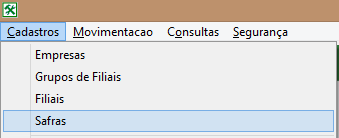 Cadastros Movimentacao Consultas Segurança
Empresas
Grupos de Filiais
Filiais
Safras